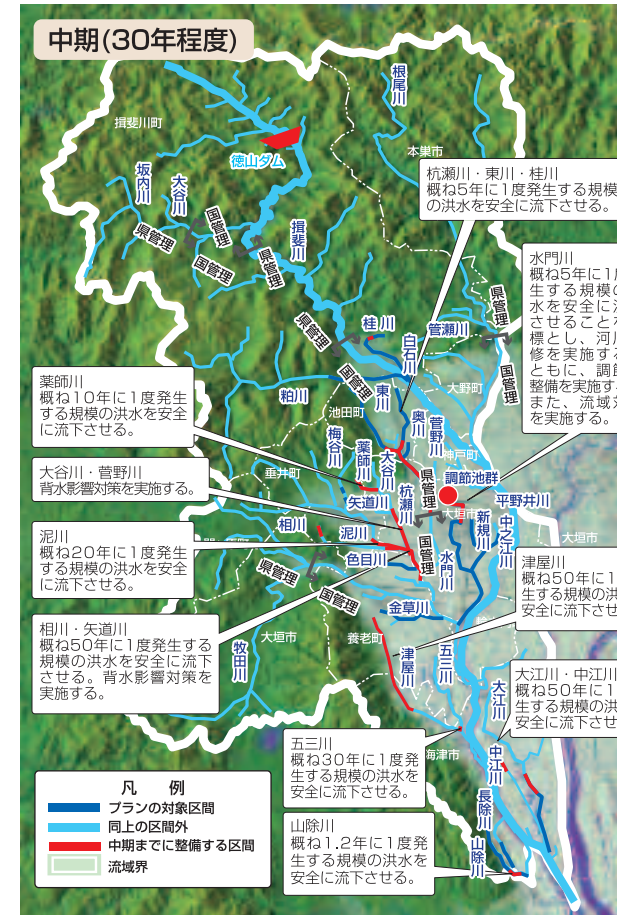 中期(30年程度)
根尾川
揖斐川町
本巣市
徳山ダム
坂内川
大谷川
国管理
県管理
国管理
県管理
揖斐川
杭瀬川・東川・桂川
概ね5年に1度発生する規模
の洪水を安全に流下させる。
水門川
概ね5年に1度
生する規模の
水を安全に流
させることを
標とし、河川
修を実施する
ともに、調節
整備を実施す
また、流域対
を実施する。
県管理
国管理
県管理
国管理
桂川
管瀬川
白石川
大野町
東川
粕川
池田町
奥川
菅野川
神戸町
梅谷川
薬師川
大谷川
垂井町
矢道川
杭瀬川
県管理
国管理
調節池群
大垣市
平野井川
相川
泥川
色目川
水門川
新規川
中之江川
大垣市
県管理
国管理
金草川
養老町
大垣市
牧田川
津屋川
五三川
大江川
海津市
中江川
長除川
山除川
薬師川
概ね10年に1度発生
する規模の洪水を安全
に流下させる。
大谷川・菅野川
背水影響対策を実施する。
泥川
概ね20年に1度発生
する規模の洪水を安全
に流下させる。
相川・矢道川
概ね50年に1度発生する
規模の洪水を安全に流下
させる。背水影響対策を
実施する。
津屋川
概ね50年に1
生する規模の洪
安全に流下させ
大江川・中江川
概ね50年に1
生する規模の洪
安全に流下させ
五三川
概ね30年に1度発
生する規模の洪水を
安全に流下させる。
山除川
概ね1.2年に1度発
生する規模の洪水を
安全に流下させる。
凡 例
プランの対象区間
同上の区間外
中期までに整備する区間
流域界